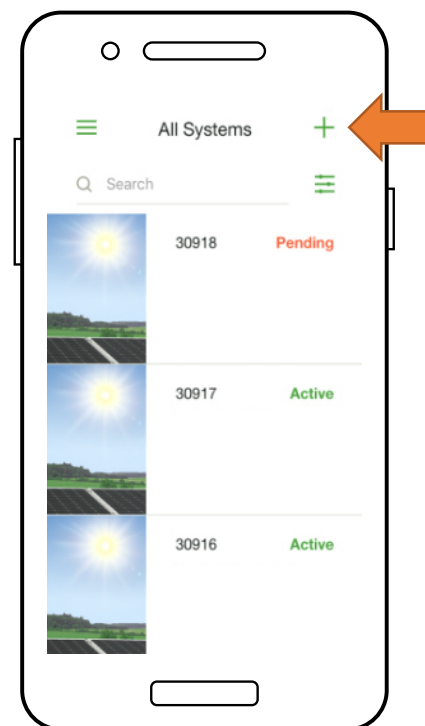 All Systems
Search
30918 Pending
30917 Active
30916 Active